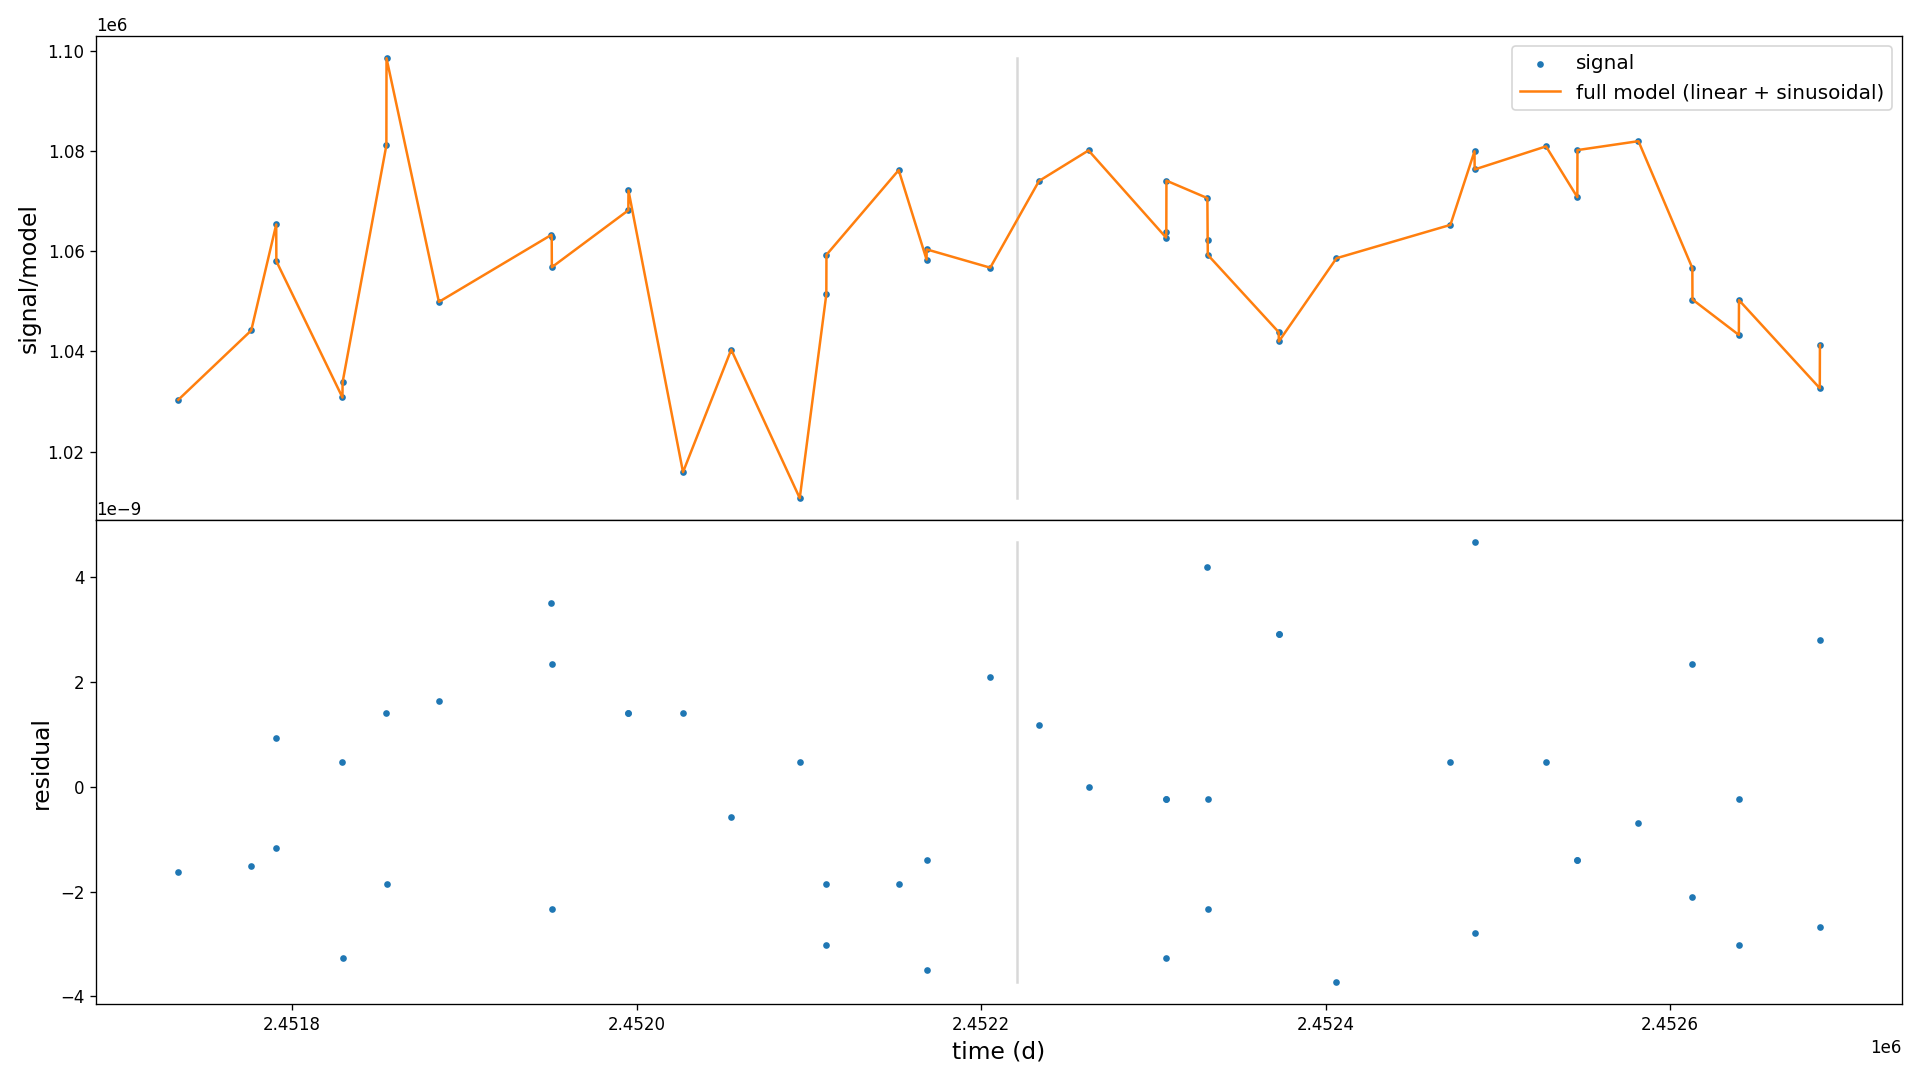 1e6
1.10
signal
full model (linear + sinusoidal)
1.08
1.06
signal/model
1.04
1.02
1e−9
4
2
residual
0
−2
−4
2.4518
2.4520
2.4522
2.4524
2.4526
time (d)
1e6